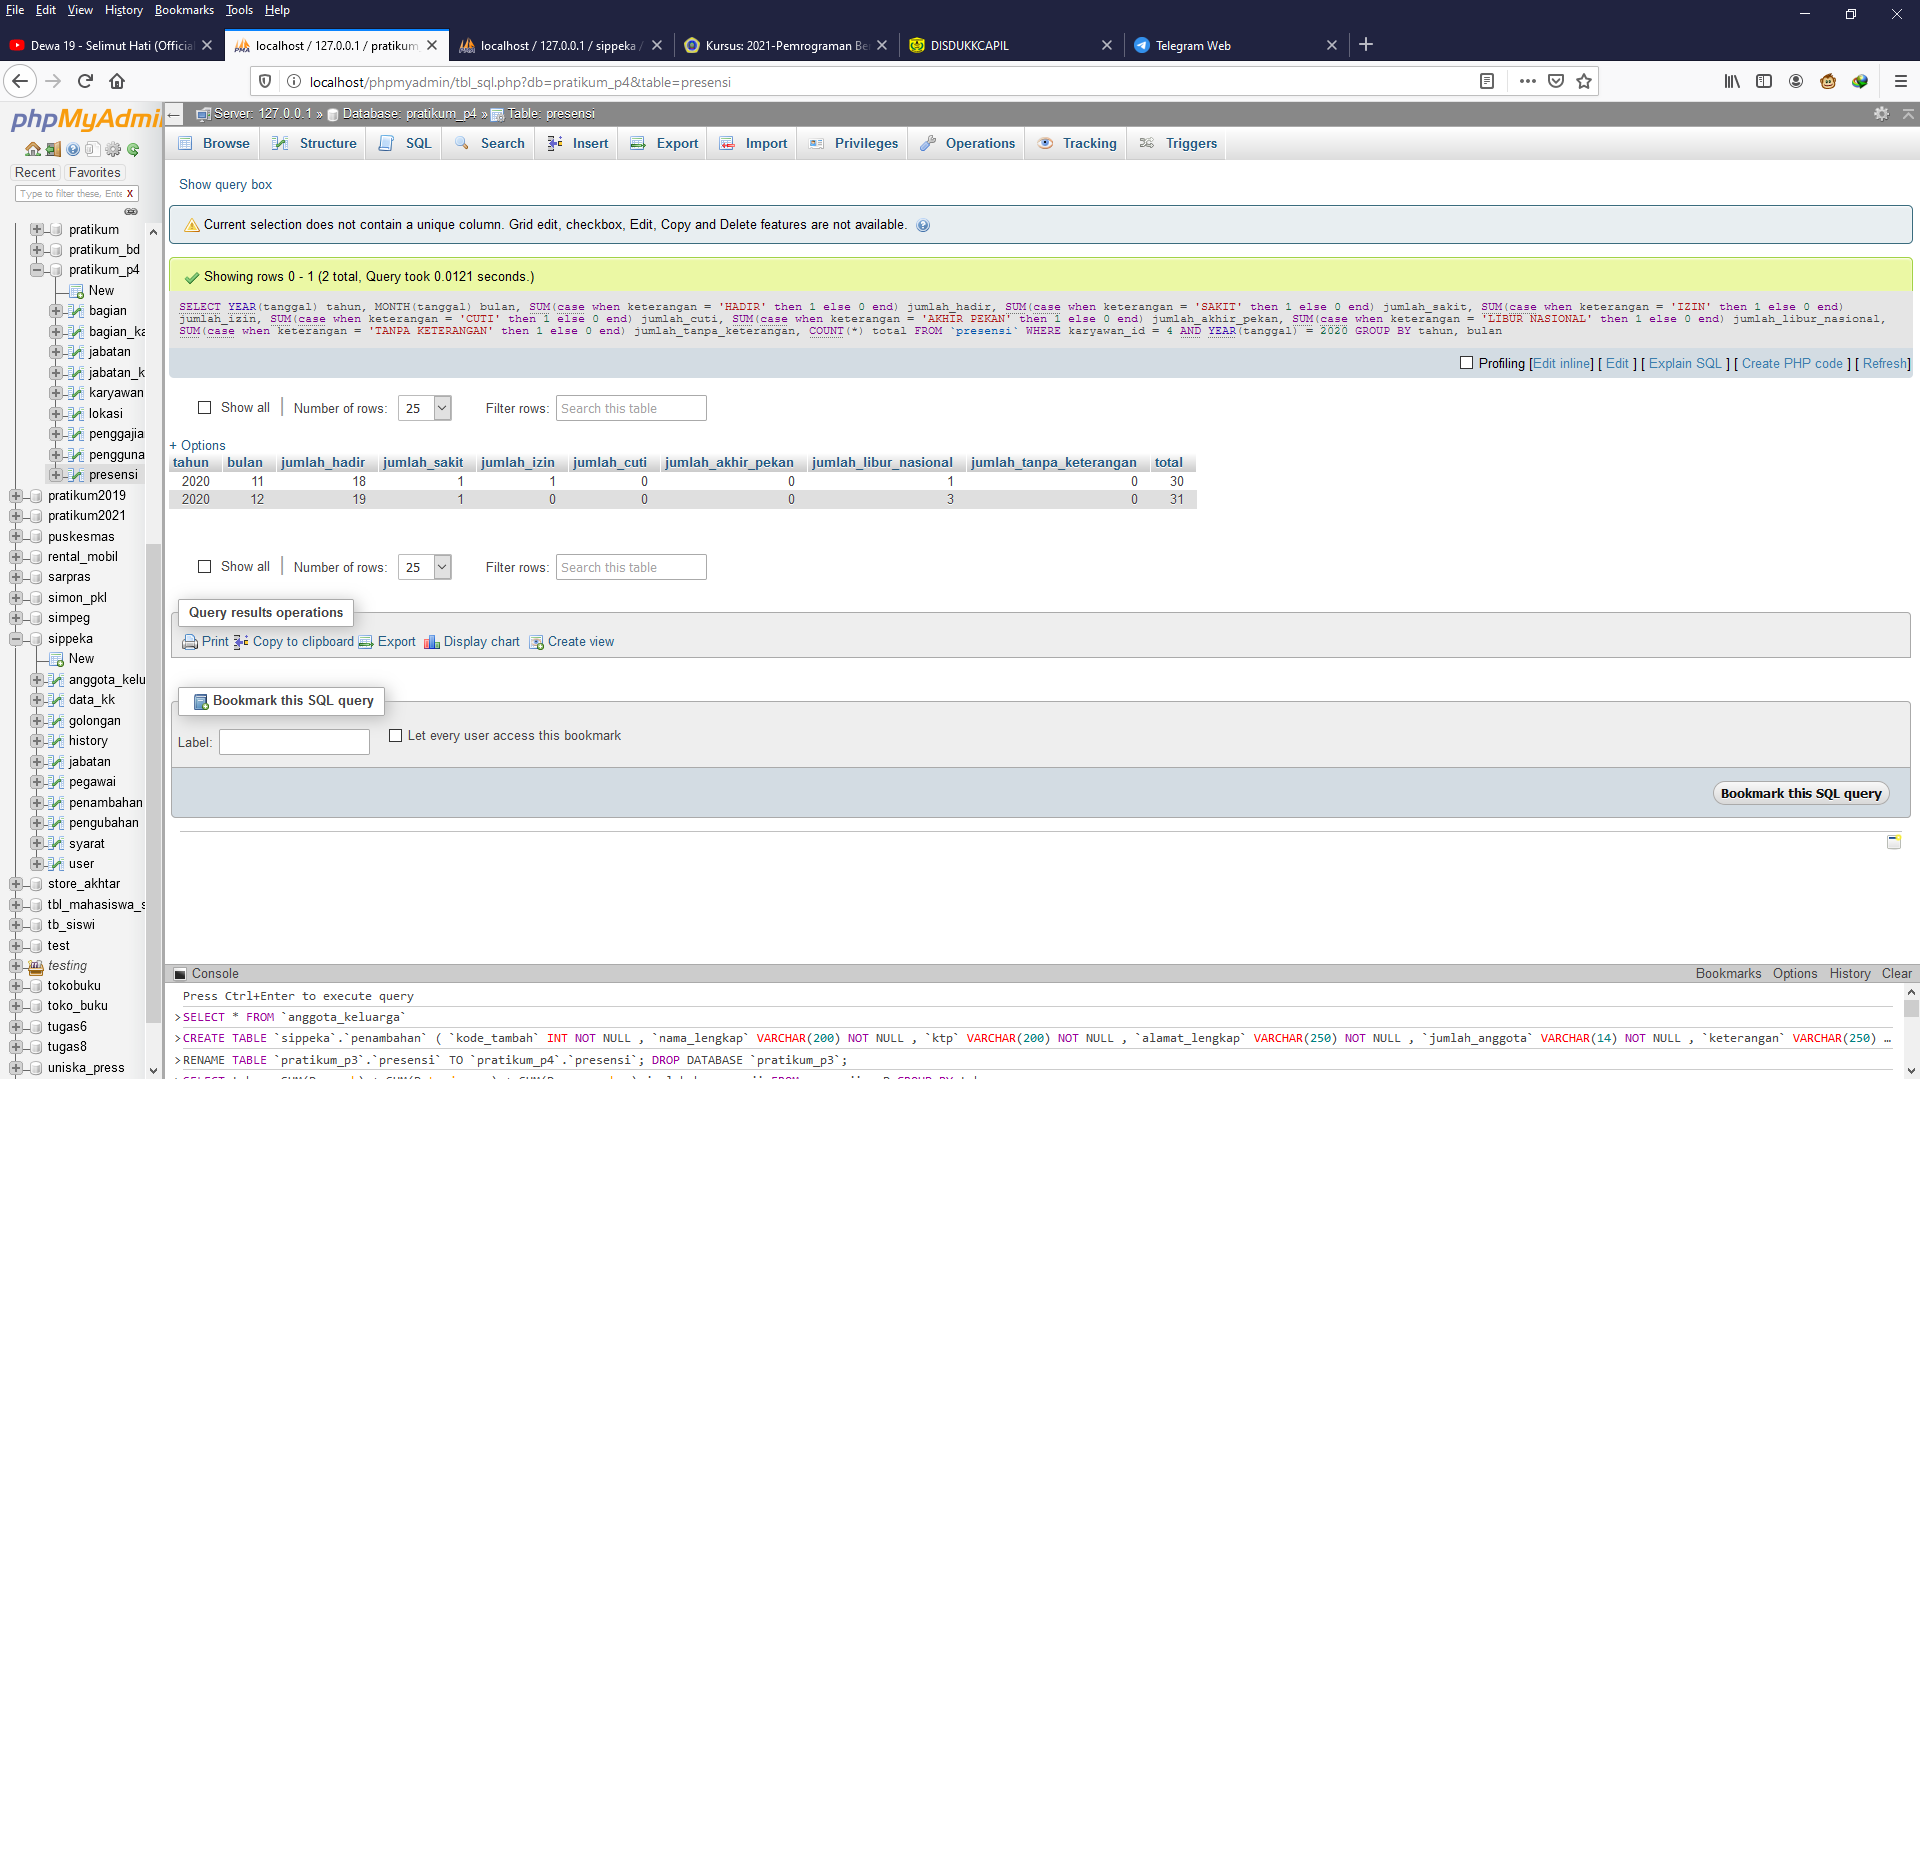 File Edit View History Bookmarks Tools Help
Dewa 19 - Selimut Hati (Official
localhost / 127.0.0.1 / pratikum
localhost / 127.0.0.1 / sippeka /
Kursus: 2021-Pemrograman Be
DISDUKKCAPIL
Telegram Web
localhost/phpmyadmin/tbl_sql.php?db=pratikum_p4&table=presensi
phpMyAdmi
Recent Favorites
Type to filter these, Ente X
pratikum
pratikum_bd
pratikum_p4
New
bagian
bagian_ka
jabatan
jabatan_k
karyawan
lokasi
penggajia
pengguna
presensi
pratikum2019
pratikum2021
puskesmas
rental_mobil
sarpras
simon_pkl
simpeg
sippeka
New
anggota_kelu
data_kk
golongan
history
jabatan
pegawai
penambahan
pengubahan
syarat
user
store_akhtar
tbl_mahasiswa_s
tb_siswi
test
testing
tokobuku
toko_buku
tugas6
tugas8
uniska_press
Server: 127.0.0.1 » Database: pratikum_p4 » Table: presensi
Browse Structure SQL Search Insert Export Import Privileges Operations Tracking Triggers
Show query box
Current selection does not contain a unique column. Grid edit, checkbox, Edit, Copy and Delete features are not available.
Showing rows 0 - 1 (2 total, Query took 0.0121 seconds.)
SELECT YEAR(tanggal) tahun, MONTH(tanggal) bulan, SUM(case when keterangan = 'HADIR' then 1 else 0 end) jumlah_hadir, SUM(case when keterangan = 'SAKIT' then 1 else 0 end) jumlah_sakit, SUM(case when keterangan = 'IZIN' then 1 else 0 end)
jumlah_izin, SUM(case when keterangan = 'CUTI' then 1 else 0 end) jumlah_cuti, SUM(case when keterangan = 'AKHIR PEKAN' then 1 else 0 end) jumlah_akhir_pekan, SUM(case when keterangan = 'LIBUR NASIONAL' then 1 else 0 end) jumlah_libur_nasional,
SUM(case when keterangan = 'TANPA KETERANGAN' then 1 else 0 end) jumlah_tanpa_keterangan, COUNT(*) total FROM `presensi` WHERE karyawan_id = 4 AND YEAR(tanggal) = 2020 GROUP BY tahun, bulan
Profiling [Edit inline] [ Edit ] [ Explain SQL ] [ Create PHP code ] [ Refresh]
Show all | Number of rows: 25 Filter rows: Search this table
+ Options
tahun bulan jumlah_hadir jumlah_sakit jumlah_izin jumlah_cuti jumlah_akhir_pekan jumlah_libur_nasional jumlah_tanpa_keterangan total
2020 11 18 1 1 0 0 1 0 30
2020 12 19 1 0 0 0 3 0 31
Show all | Number of rows: 25 Filter rows: Search this table
Query results operations
Print Copy to clipboard Export Display chart Create view
Bookmark this SQL query
Label: Let every user access this bookmark
Bookmark this SQL query
Console Bookmarks Options History Clear
Press Ctrl+Enter to execute query
>SELECT * FROM `anggota_keluarga`
>CREATE TABLE `sippeka`.`penambahan` ( `kode_tambah` INT NOT NULL , `nama_lengkap` VARCHAR(200) NOT NULL , `ktp` VARCHAR(200) NOT NULL , `alamat_lengkap` VARCHAR(250) NOT NULL , `jumlah_anggota` VARCHAR(14) NOT NULL , `keterangan` VARCHAR(250) …
>RENAME TABLE `pratikum_p3`.`presensi` TO `pratikum_p4`.`presensi`; DROP DATABASE `pratikum_p3`;